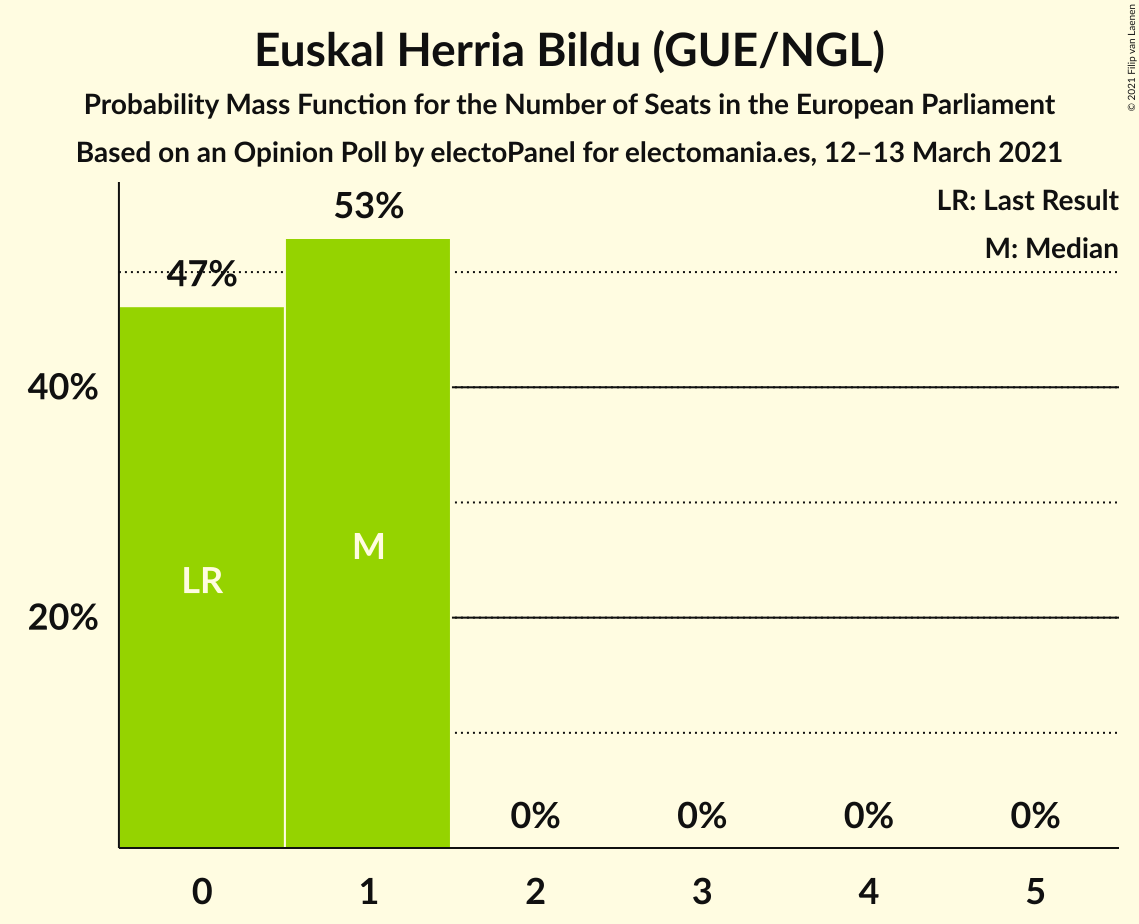 Euskal Herria Bildu (GUE/NGL)
Probability Mass Function for the Number of Seats in the European Parliament
Based on an Opinion Poll by electoPanel for electomania.es, 12–13 March 2021
© 2021 Filip van Laenen
LR: Last Result
M: Median
53%
47%
40%
20%
LR
M
0%
0%
0%
0%
0
1
2
3
4
5